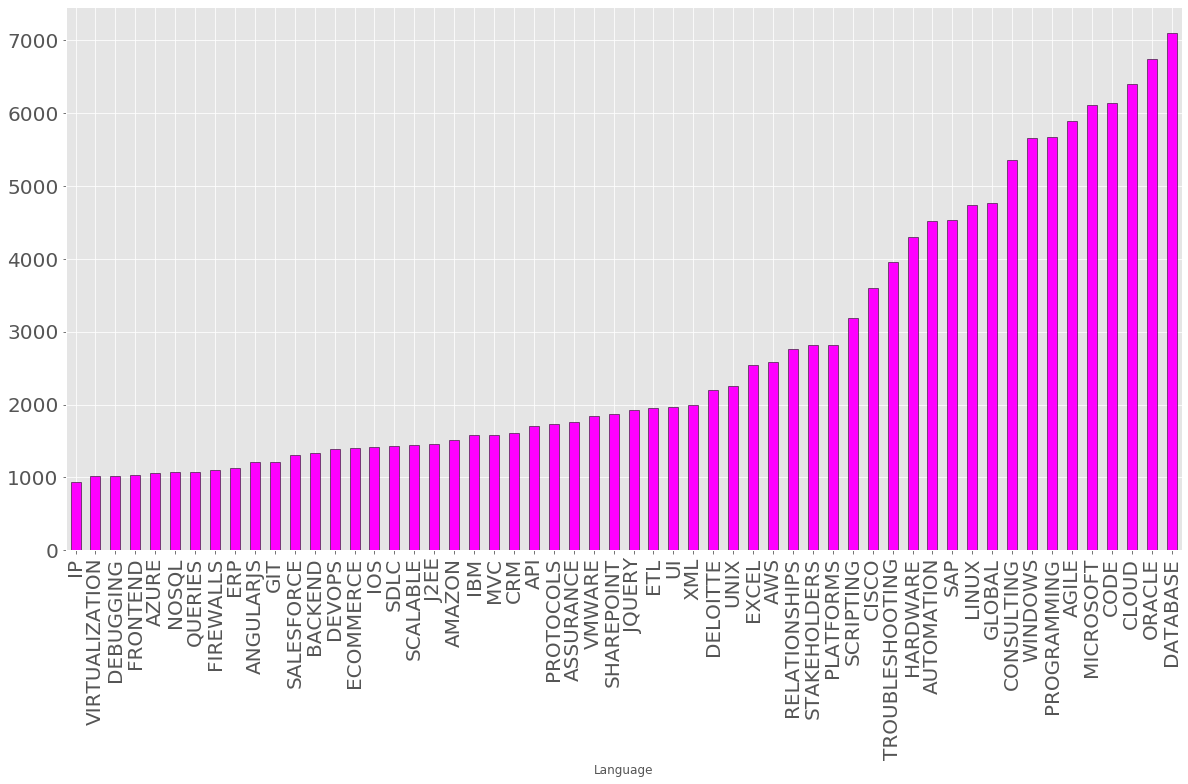 7000
6000
5000
4000
3000
2000
1000
0
IP
VIRTUALIZATION
DEBUGGING
FRONTEND
AZURE
NOSQL
QUERIES
FIREWALLS
ERP
ANGULARJS
GIT
SALESFORCE
BACKEND
DEVOPS
ECOMMERCE
IOS
SDLC
SCALABLE
J2EE
AMAZON
IBM
MVC
CRM
API
PROTOCOLS
ASSURANCE
VMWARE
SHAREPOINT
JQUERY
ETL
UI
XML
DELOITTE
UNIX
EXCEL
AWS
RELATIONSHIPS
STAKEHOLDERS
PLATFORMS
SCRIPTING
CISCO
TROUBLESHOOTING
HARDWARE
AUTOMATION
SAP
LINUX
GLOBAL
CONSULTING
WINDOWS
PROGRAMMING
AGILE
MICROSOFT
CODE
CLOUD
ORACLE
DATABASE
Language